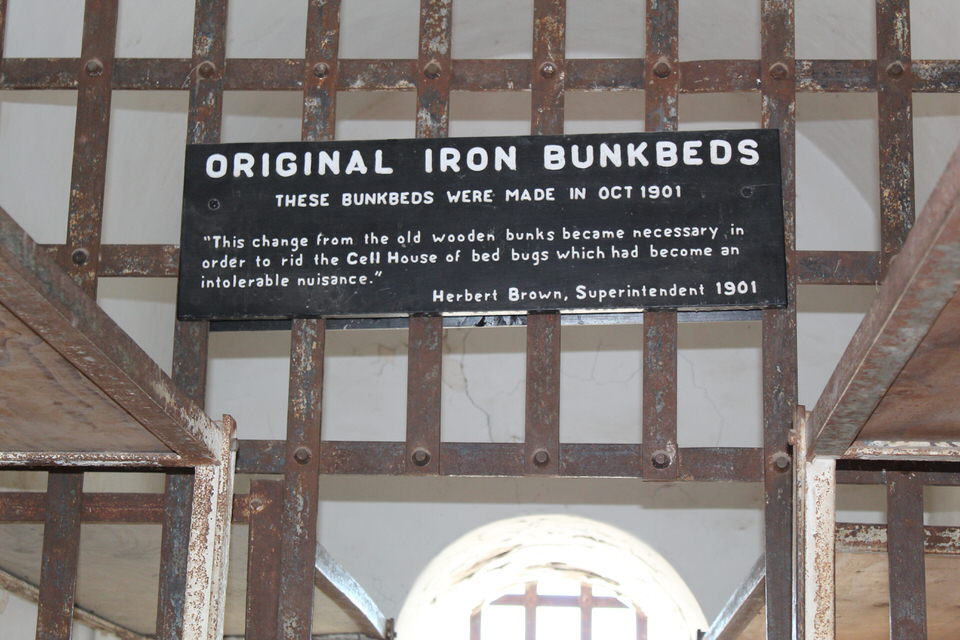 ORIGINAL IRON BUNKBEDS
THESE BUNKBEDS WERE MADE IN OCT 1901
"This change from the old wooden bunks became necessary in
order to rid the Cell House of bed bugs which had become an
intolerable nuisance."
Herbert Brown, Superintendent 1901